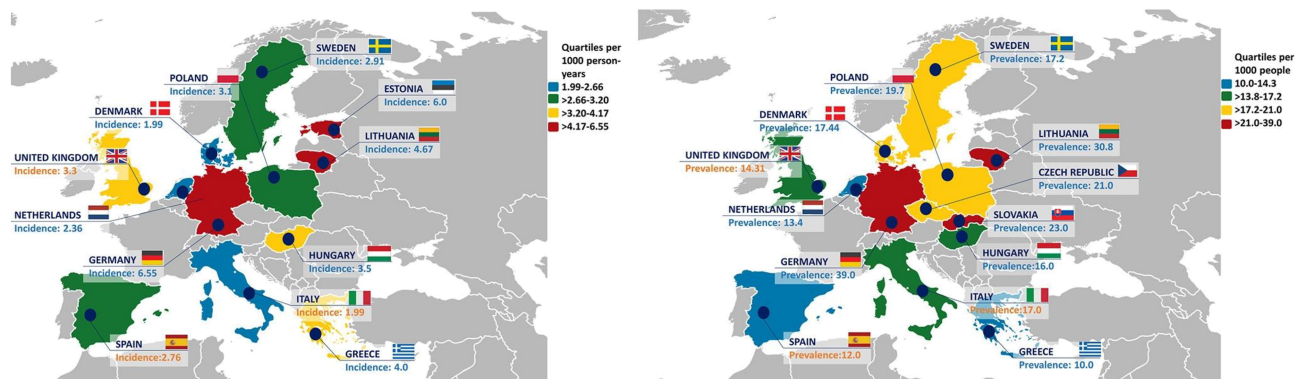 SWEDEN
Incidence: 2.91
POLAND
Incidence: 3.1
ESTONIA
Incidence: 6.0
DENMARK
Incidence: 1.99
LITHUANIA
Incidence: 4.67
UNITED KINGDOM
Incidence: 3.3
NETHERLANDS
Incidence: 2.36
GERMANY
Incidence: 6.55
HUNGARY
Incidence: 3.5
ITALY
Incidence: 1.99
SPAIN
Incidence:2.76
GREECE
Incidence: 4.0
Quartiles per
1000 person-
years
1.99-2.66
>2.66-3.20
>3.20-4.17
>4.17-6.55
SWEDEN
Prevalence: 17.2
POLAND
Prevalence: 19.7
DENMARK
Prevalence: 17.44
LITHUANIA
Prevalence: 30.8
UNITED KINGDOM
Prevalence: 14.31
CZECH REPUBLIC
Prevalence: 21.0
NETHERLANDS
Prevalence: 13.4
SLOVAKIA
Prevalence: 23.0
GERMANY
Prevalence: 39.0
HUNGARY
Prevalence:16.0
ITALY
Prevalence:17.0
SPAIN
Prevalence:12.0
GREECE
Prevalence: 10.0
Quartiles per
1000 people
10.0-14.3
>13.8-17.2
>17.2-21.0
>21.0-39.0